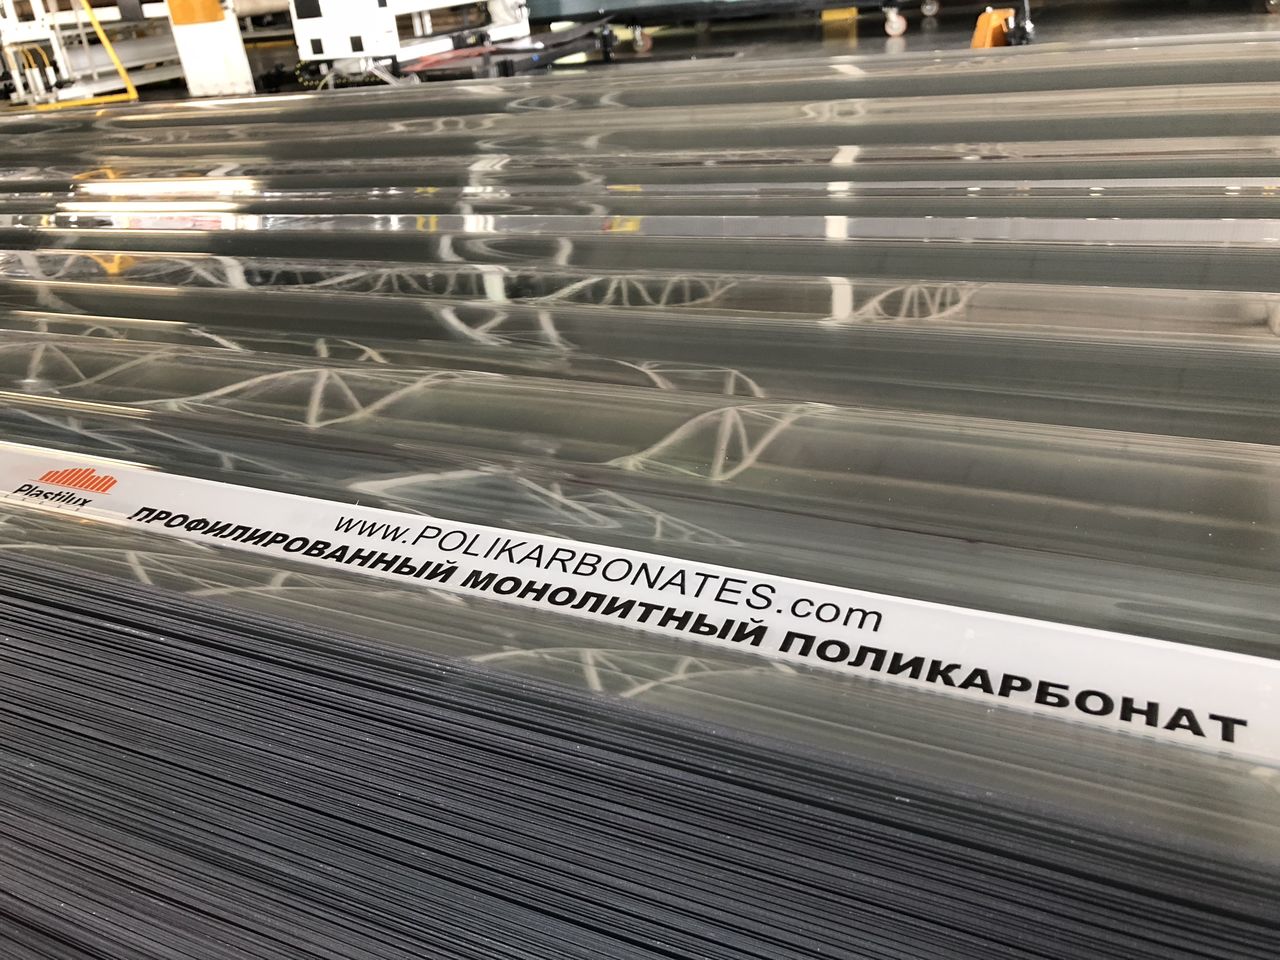 Plastilux
www.POLIKARBONATES.com
ПРОФИЛИРОВАННЫЙ МОНОЛИТНЫЙ ПОЛИКАРБОНАТ